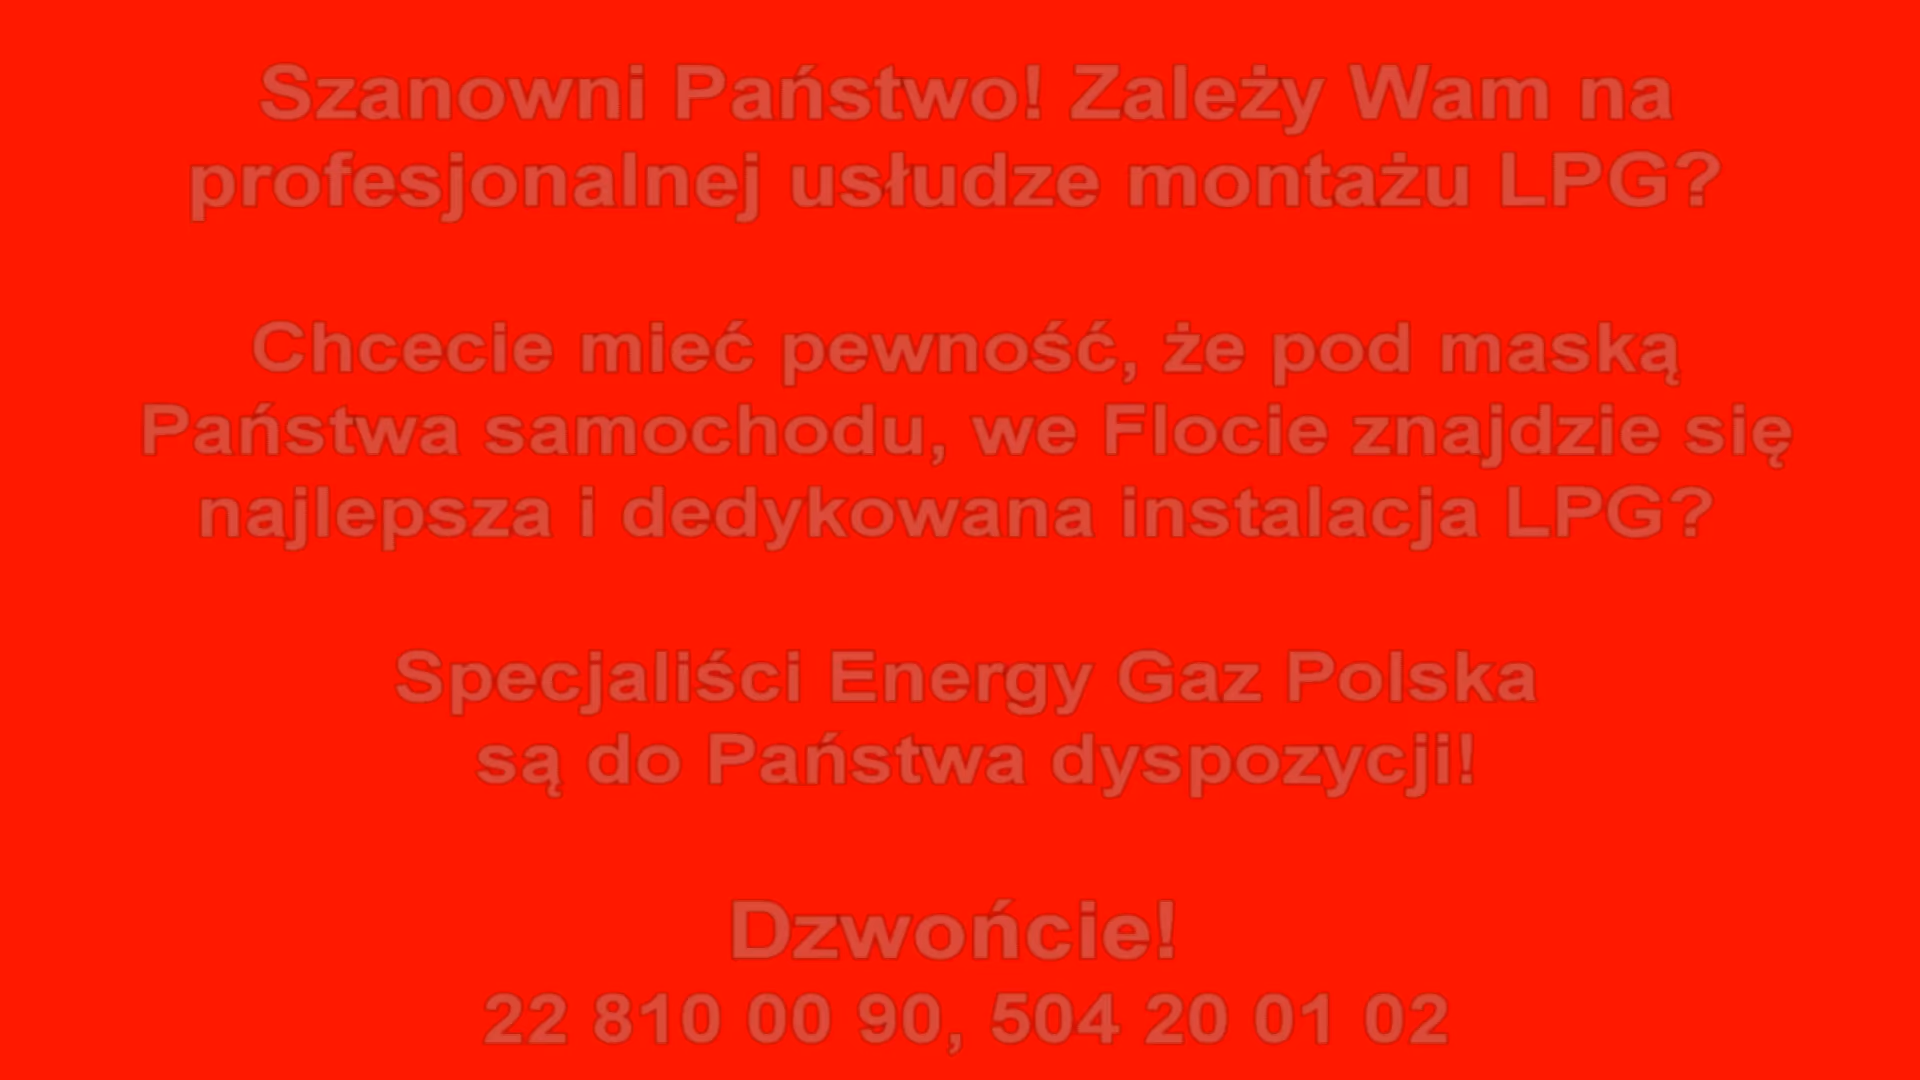 Szanowni Państwo! Zależy Wam na
profesjonalnej usłudze montażu LPG?
Chcecie mieć pewność, że pod maską
Państwa samochodu, we Flocie znajdzie się
najlepsza i dedykowana instalacja LPG?
Specjaliści Energy Gaz Polska
są do Państwa dyspozycji!
Dzwońcie!
22 810 00 90, 504 20 01 02